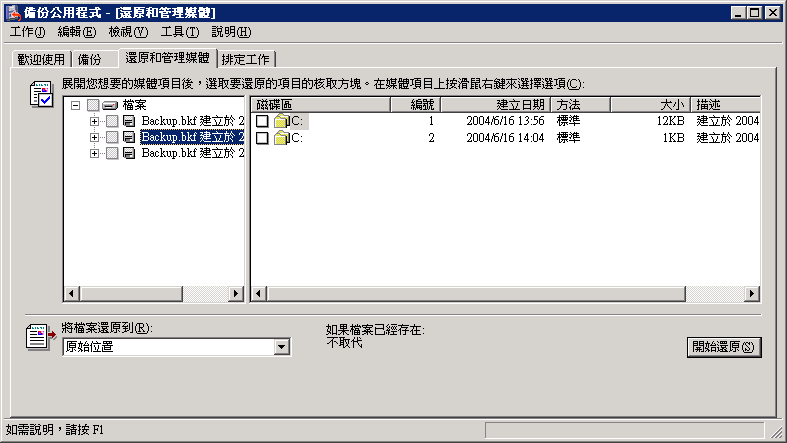 備份公用程式 - [還原和管理媒體]
工作(J) 編輯(E) 檢視(V) 工具(T) 說明(H)
歡迎使用 備份 還原和管理媒體 排定工作
展開您想要的媒體項目後，選取要還原的項目的核取方塊。在媒體項目上按滑鼠右鍵來選擇選項(C):
檔案
Backup.bkf 建立於 2
Backup.bkf 建立於 2
Backup.bkf 建立於 2
磁碟區 編號 建立日期 方法 大小 描述
C: 1 2004/6/16 13:56 標準 12KB 建立於 2004
C: 2 2004/6/16 14:04 標準 1KB 建立於 2004
將檔案還原到(R):
原始位置
如果檔案已經存在:
不取代
開始還原(S)
如需說明，請按 F1